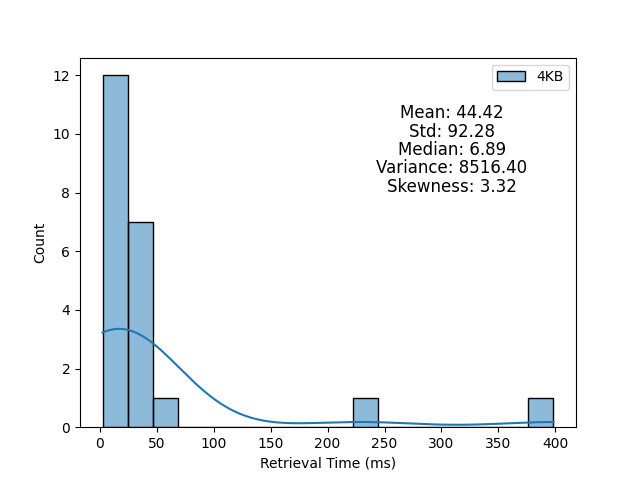 4KB
Mean: 44.42
Std: 92.28
Median: 6.89
Variance: 8516.40
Skewness: 3.32
Count
12
10
8
6
4
2
0
0 50 100 150 200 250 300 350 400
Retrieval Time (ms)